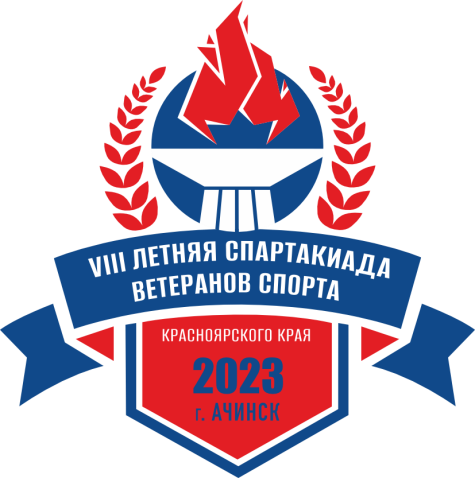 VIII ЛЕТНЯЯ СПАРТАКИАДА
ВЕТЕРАНОВ СПОРТА
КРАСНОЯРСКОГО КРАЯ
2023
г. АЧИНСК